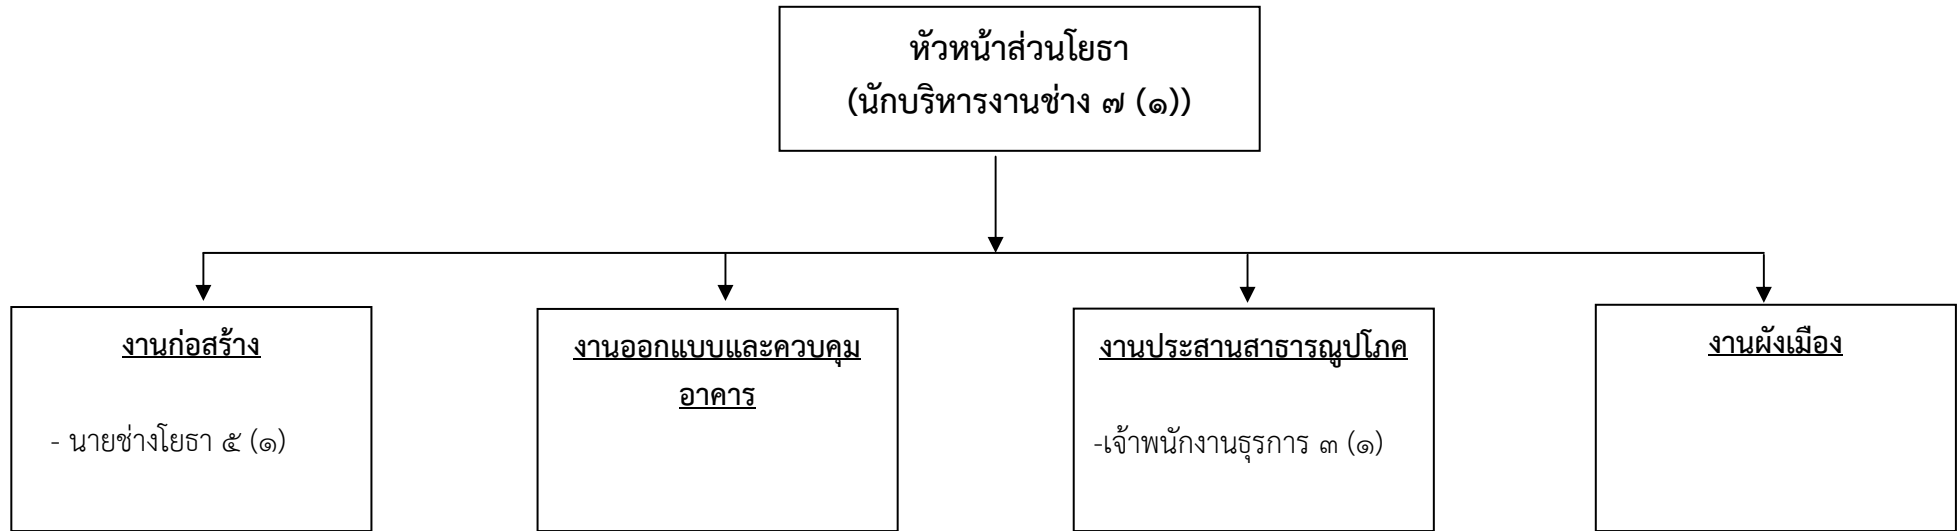 หัวหน้าส่วนโยธา
(นักบริหารงานช่าง ๗ (๑))
งานก่อสร้าง
- นายช่างโยธา ๕ (๑)
งานออกแบบและควบคุม
อาคาร
งานประสานสาธารณูปโภค
-เจ้าพนักงานธุรการ ๓ (๑)
งานผังเมือง